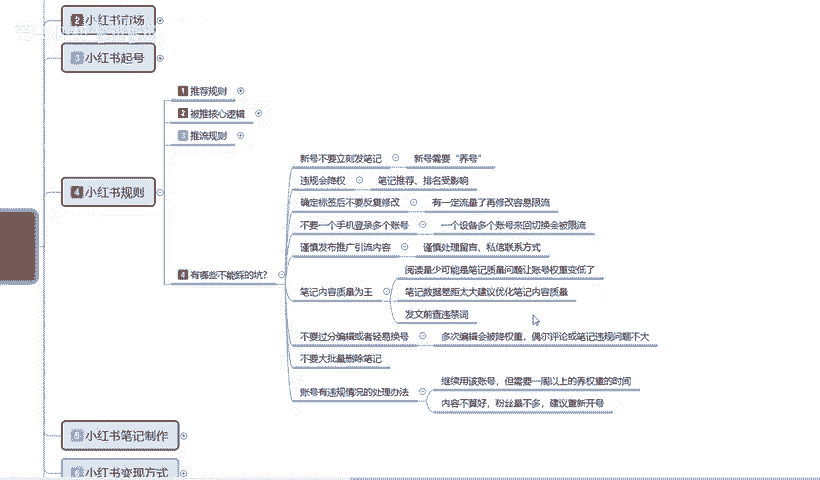 2 小红书市场
3 小红书起号
4 小红书规则
1 推荐规则
2 被推核心逻辑
3 推流规则
4 有哪些不能踩的坑?
新号不要立刻发笔记
新号需要“养号”
违规会降权
笔记推荐、排名受影响
确定标签后不要反复修改
有一定流量了再修改容易限流
不要一个手机登录多个账号
一个设备多个账号来回切换会被限流
谨慎发布推广引流内容
谨慎处理留言、私信联系方式
笔记内容质量为王
阅读量少可能是笔记质量问题让账号权重变低了
笔记数据差距太大建议优化笔记内容质量
发文前查违禁词
不要过分编辑或者轻易换号
多次编辑会被降权重，偶尔评论或笔记违规问题不大
不要大批量删除笔记
账号有违规情况的处理办法
继续用该账号，但需要一周以上的养权重的时间
内容不算好，粉丝量不多，建议重新开号
5 小红书笔记制作
6 小红书变现方式